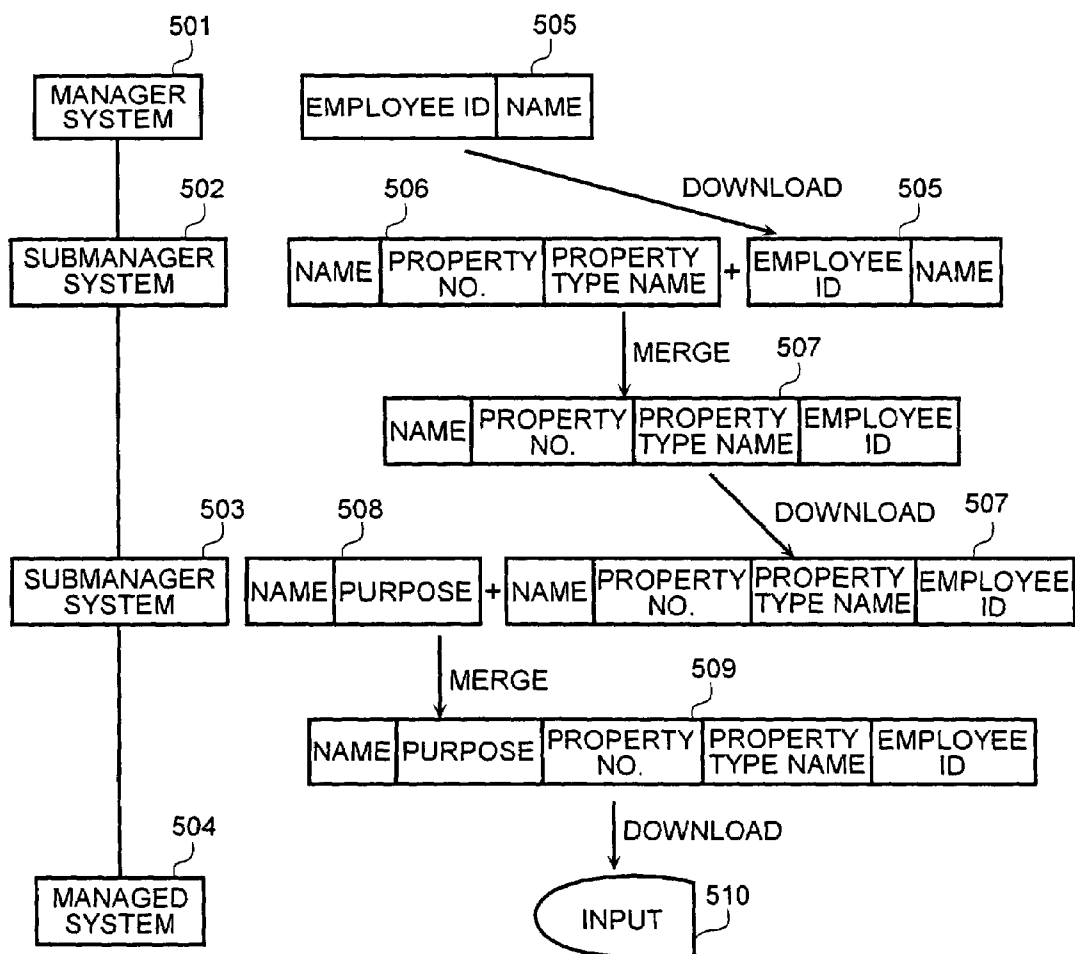 501
505
MANAGER
SYSTEM
EMPLOYEE ID NAME
DOWNLOAD
502
506
505
SUBMANAGER
SYSTEM
NAME PROPERTY
NO. PROPERTY
TYPE NAME + EMPLOYEE
ID NAME
MERGE
507
NAME PROPERTY
NO. PROPERTY
TYPE NAME EMPLOYEE
ID
DOWNLOAD
503
508
507
SUBMANAGER
SYSTEM
NAME PURPOSE + NAME PROPERTY
NO. PROPERTY
TYPE NAME EMPLOYEE
ID
MERGE
509
NAME PURPOSE PROPERTY
NO. PROPERTY
TYPE NAME EMPLOYEE
ID
DOWNLOAD
504
MANAGED
SYSTEM
INPUT
510